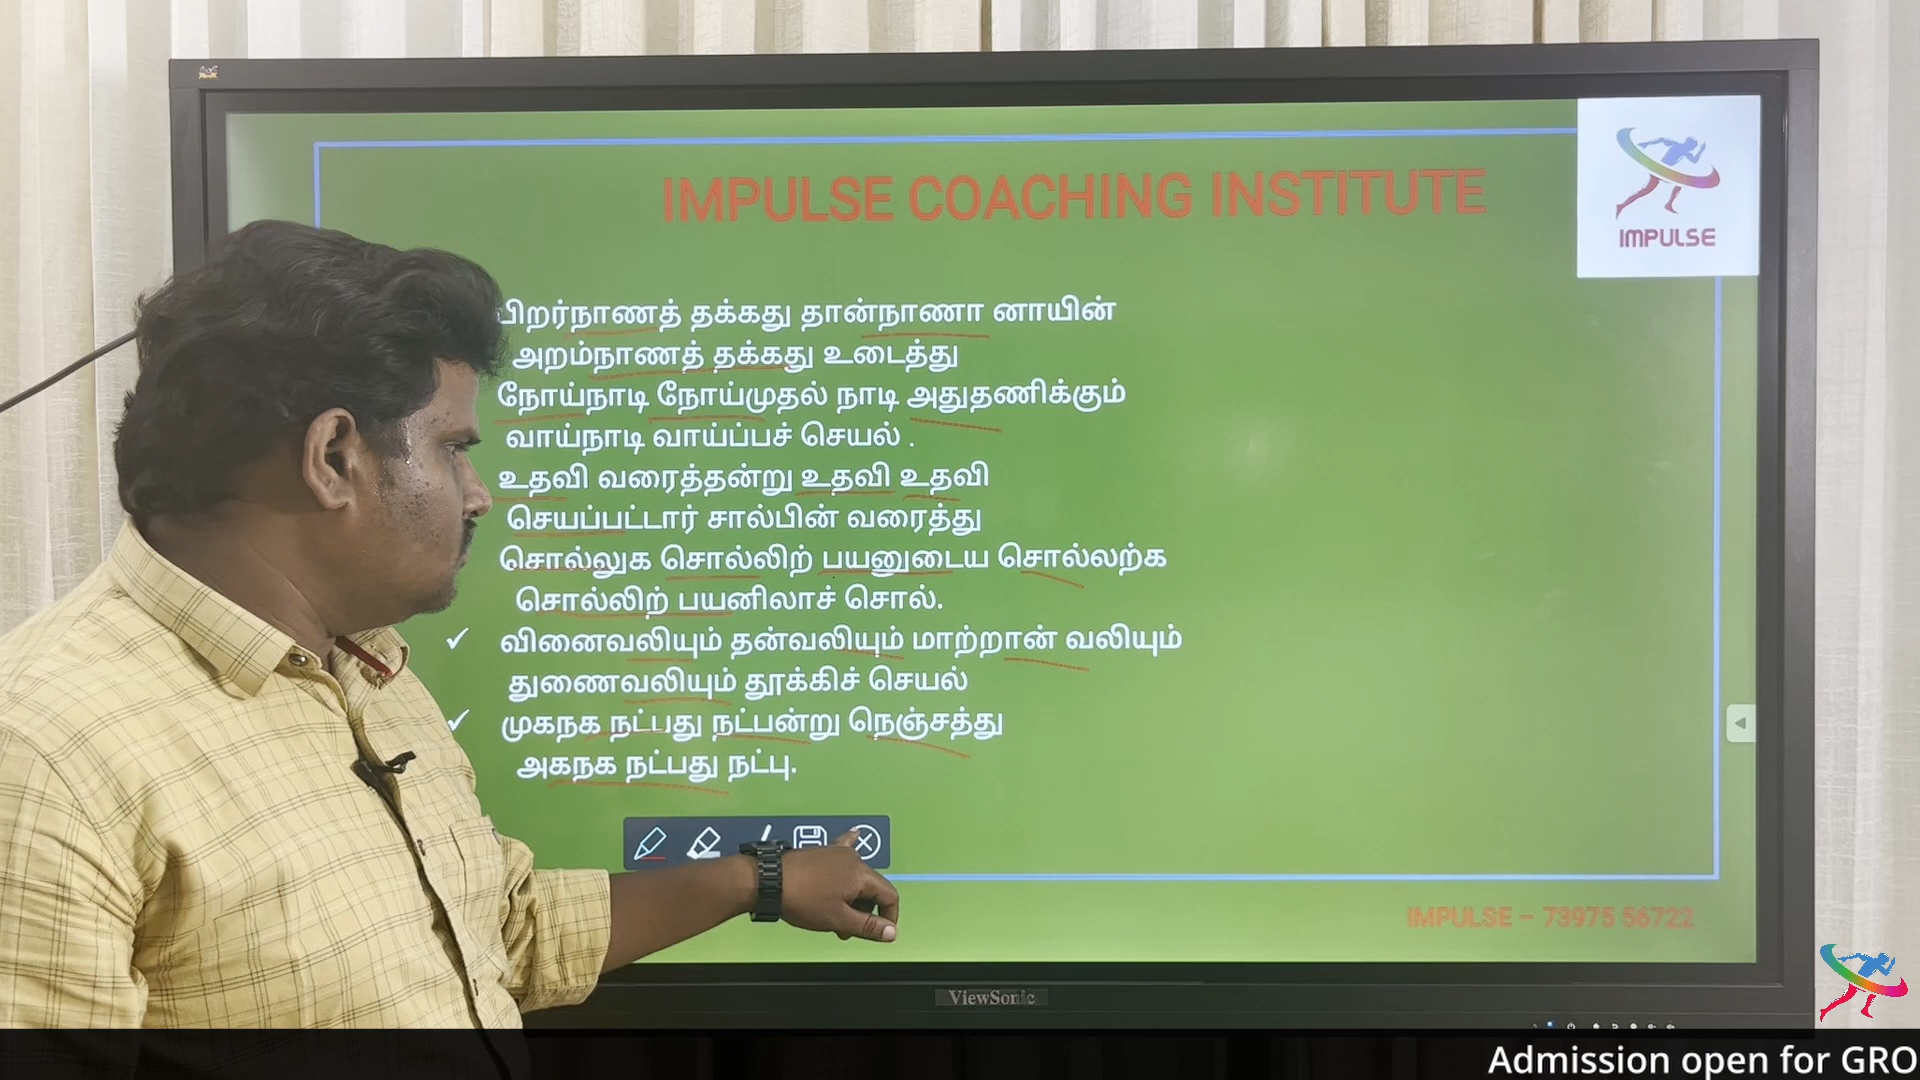 IMPULSE COACHING INSTITUTE
IMPULSE
பிறர்நாணத் தக்கது தான்நாணா னாயின்
அறம்நாணத் தக்கது உடைத்து
நோய்நாடி நோய்முதல் நாடி அதுதணிக்கும்
வாய்நாடி வாய்ப்பச் செயல் .
உதவி வரைத்தன்று உதவி உதவி
செயப்பட்டார் சால்பின் வரைத்து
சொல்லுக சொல்லிற் பயனுடைய சொல்லற்க
சொல்லிற் பயனிலாச் சொல்.
✓ வினைவலியும் தன்வலியும் மாற்றான் வலியும்
துணைவலியும் தூக்கிச் செயல்
✓ முகநக நட்பது நட்பன்று நெஞ்சத்து
அகநக நட்பது நட்பு.
IMPULSE – 73975 56722
ViewSonic
Admission open for GRO